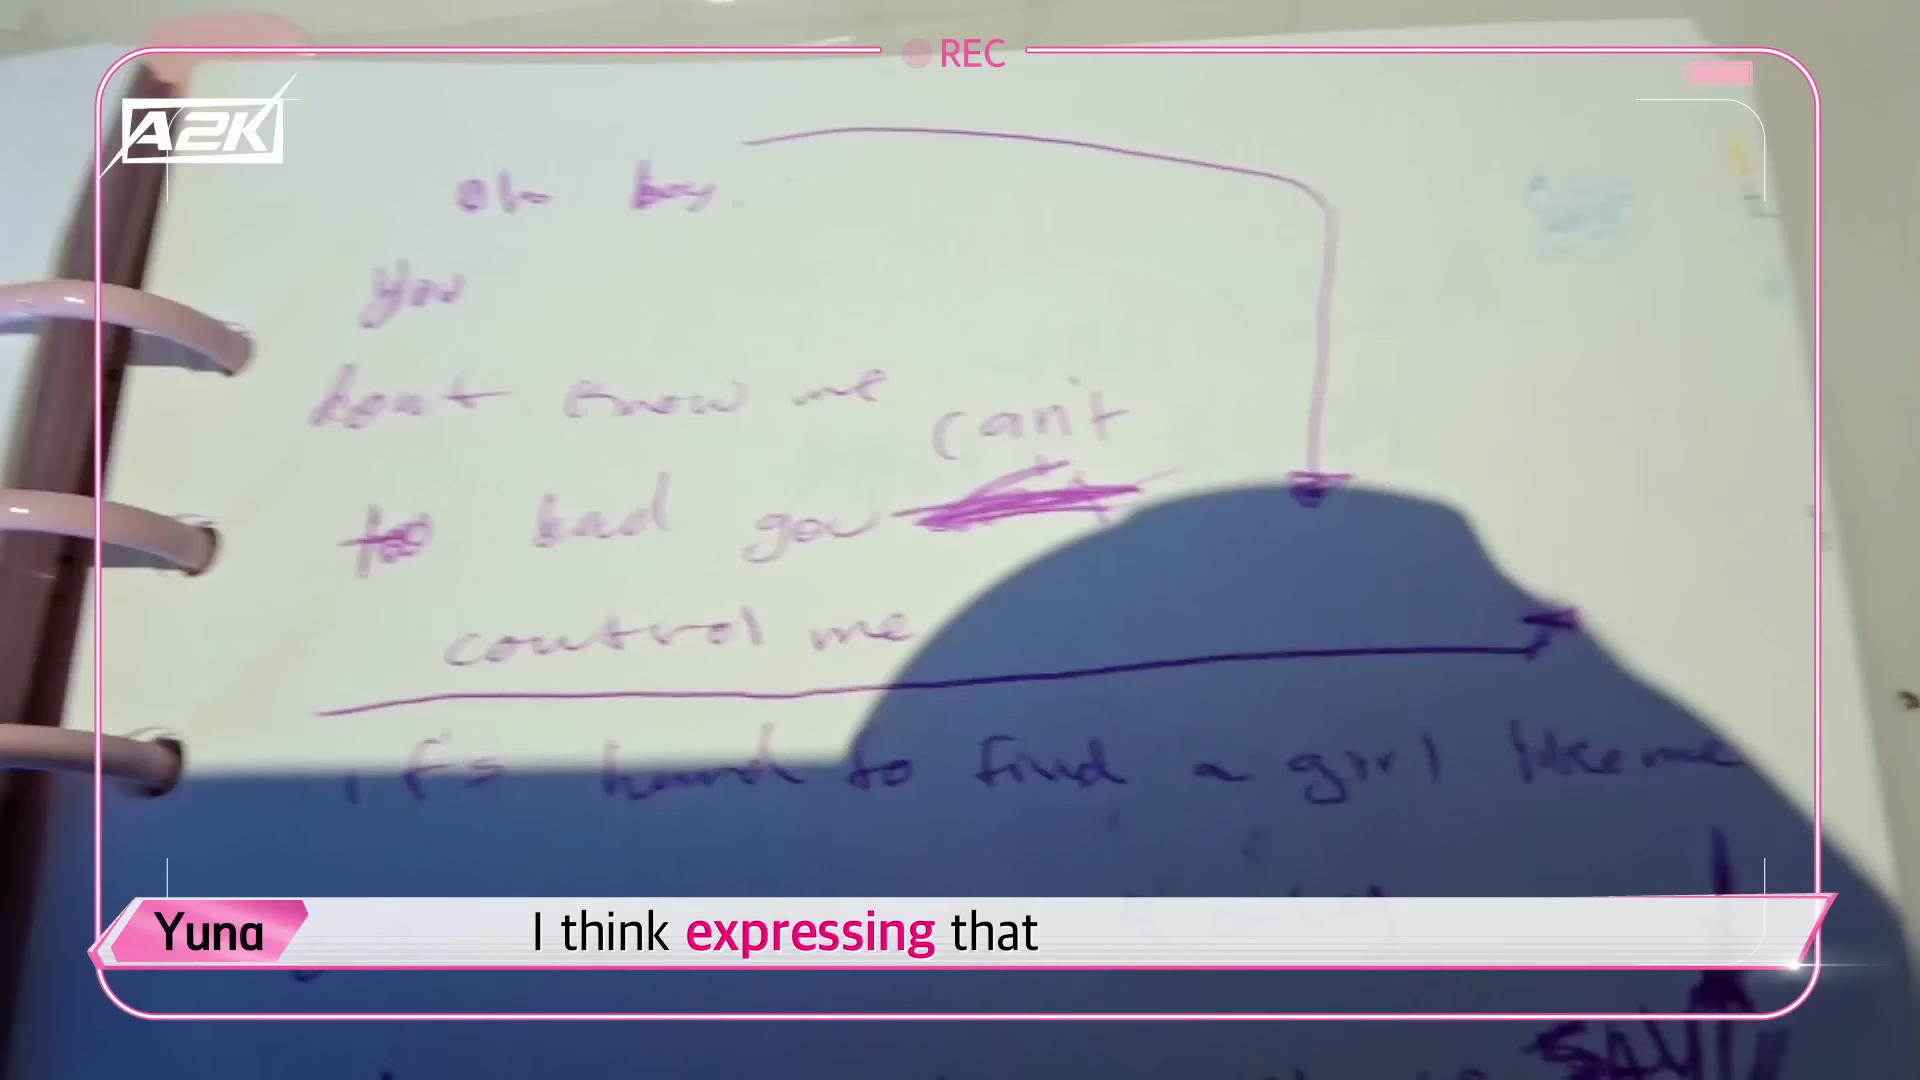 REC
A2K
oh boy.
you
don't know me
can't
too bad you
control me
it's hard to find a girl like me
Yuna I think expressing that
SAVU